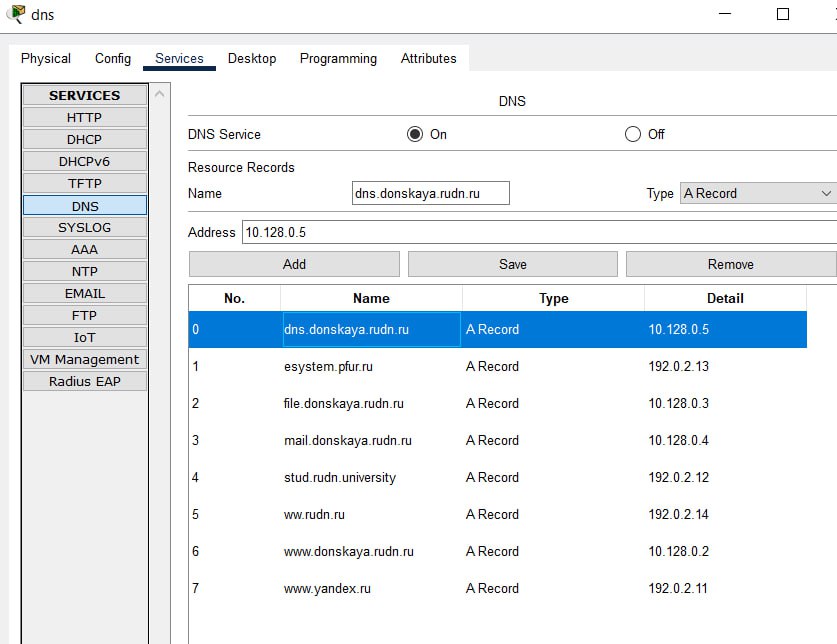 dns
Physical Config Services Desktop Programming Attributes
SERVICES
HTTP
DHCP
DHCPv6
TFTP
DNS
SYSLOG
AAA
NTP
EMAIL
FTP
IoT
VM Management
Radius EAP
DNS
DNS Service On Off
Resource Records
Name dns.donskaya.rudn.ru Type A Record
Address 10.128.0.5
Add Save Remove
No. Name Type Detail
0 dns.donskaya.rudn.ru A Record 10.128.0.5
1 esystem.pfur.ru A Record 192.0.2.13
2 file.donskaya.rudn.ru A Record 10.128.0.3
3 mail.donskaya.rudn.ru A Record 10.128.0.4
4 stud.rudn.university A Record 192.0.2.12
5 ww.rudn.ru A Record 192.0.2.14
6 www.donskaya.rudn.ru A Record 10.128.0.2
7 www.yandex.ru A Record 192.0.2.11